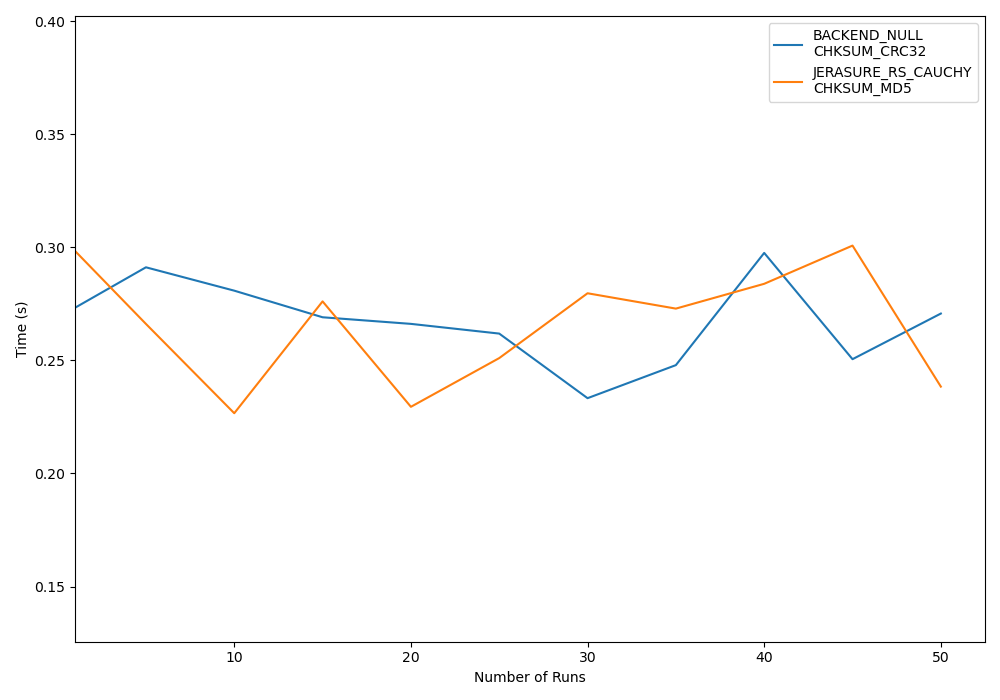 0.40
0.35
0.30
0.25
0.20
0.15
Time (s)
10
20
30
40
50
Number of Runs
BACKEND_NULL
CHKSUM_CRC32
JERASURE_RS_CAUCHY
CHKSUM_MD5